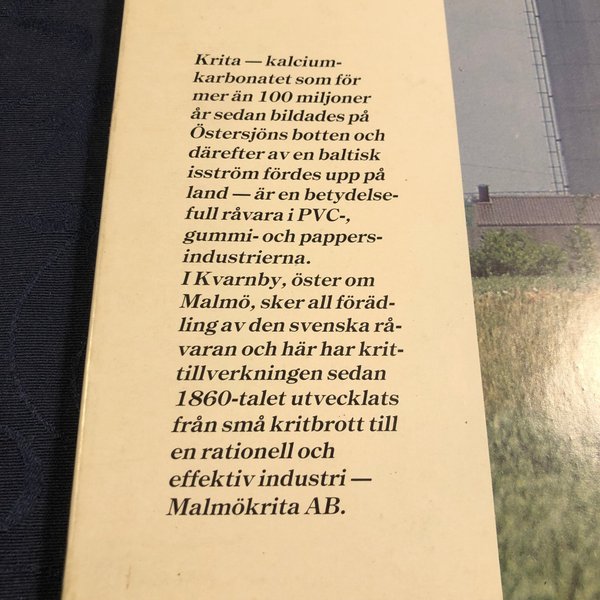 Krita — kalcium-
karbonatet som för
mer än 100 miljoner
år sedan bildades på
Östersjöns botten och
därefter av en baltisk
isström fördes upp på
land — är en betydelse-
full råvara i PVC-,
gummi- och pappers-
industrierna.
I Kvarnby, öster om
Malmö, sker all föräd-
ling av den svenska rå-
varan och här har krit-
tillverkningen sedan
1860-talet utvecklats
från små kritbrott till
en rationell och
effektiv industri —
Malmökrita AB.